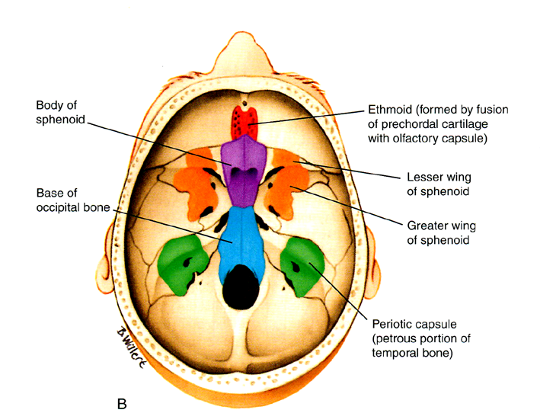 Body of
sphenoid
Base of
occipital bone
Ethmoid (formed by fusion
of prechordal cartilage
with olfactory capsule)
Lesser wing
of sphenoid
Greater wing
of sphenoid
Periotic capsule
(petrous portion of
temporal bone)
B